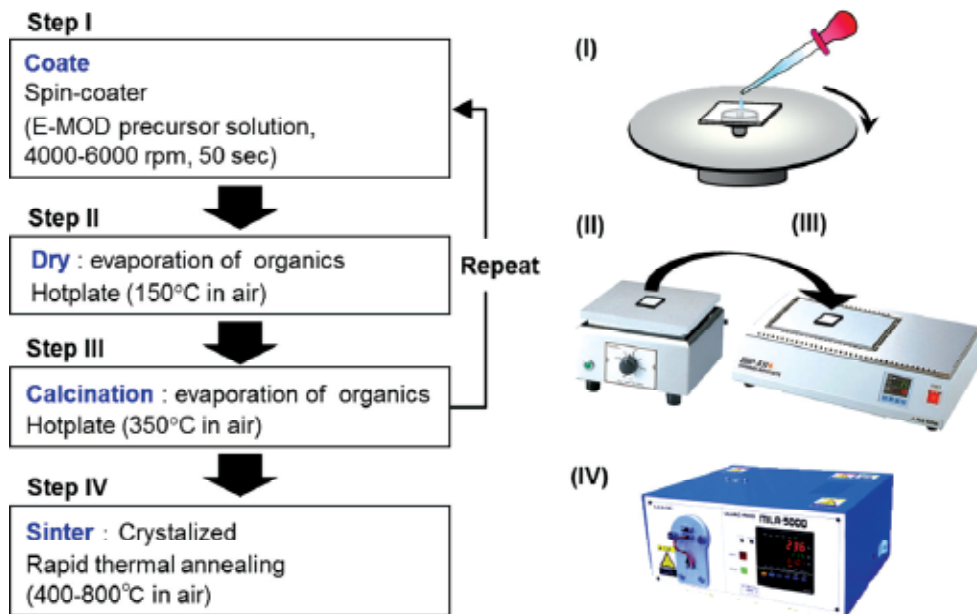 Step I
Coate
Spin-coater
(E-MOD precursor solution,
4000-6000 rpm, 50 sec)
Step II
Dry : evaporation of organics
Hotplate (150°C in air)
Repeat
Step III
Calcination : evaporation of organics
Hotplate (350°C in air)
Step IV
Sinter : Crystalized
Rapid thermal annealing
(400-800°C in air)
(I)
(II)
(III)
(IV)
MILA-5000